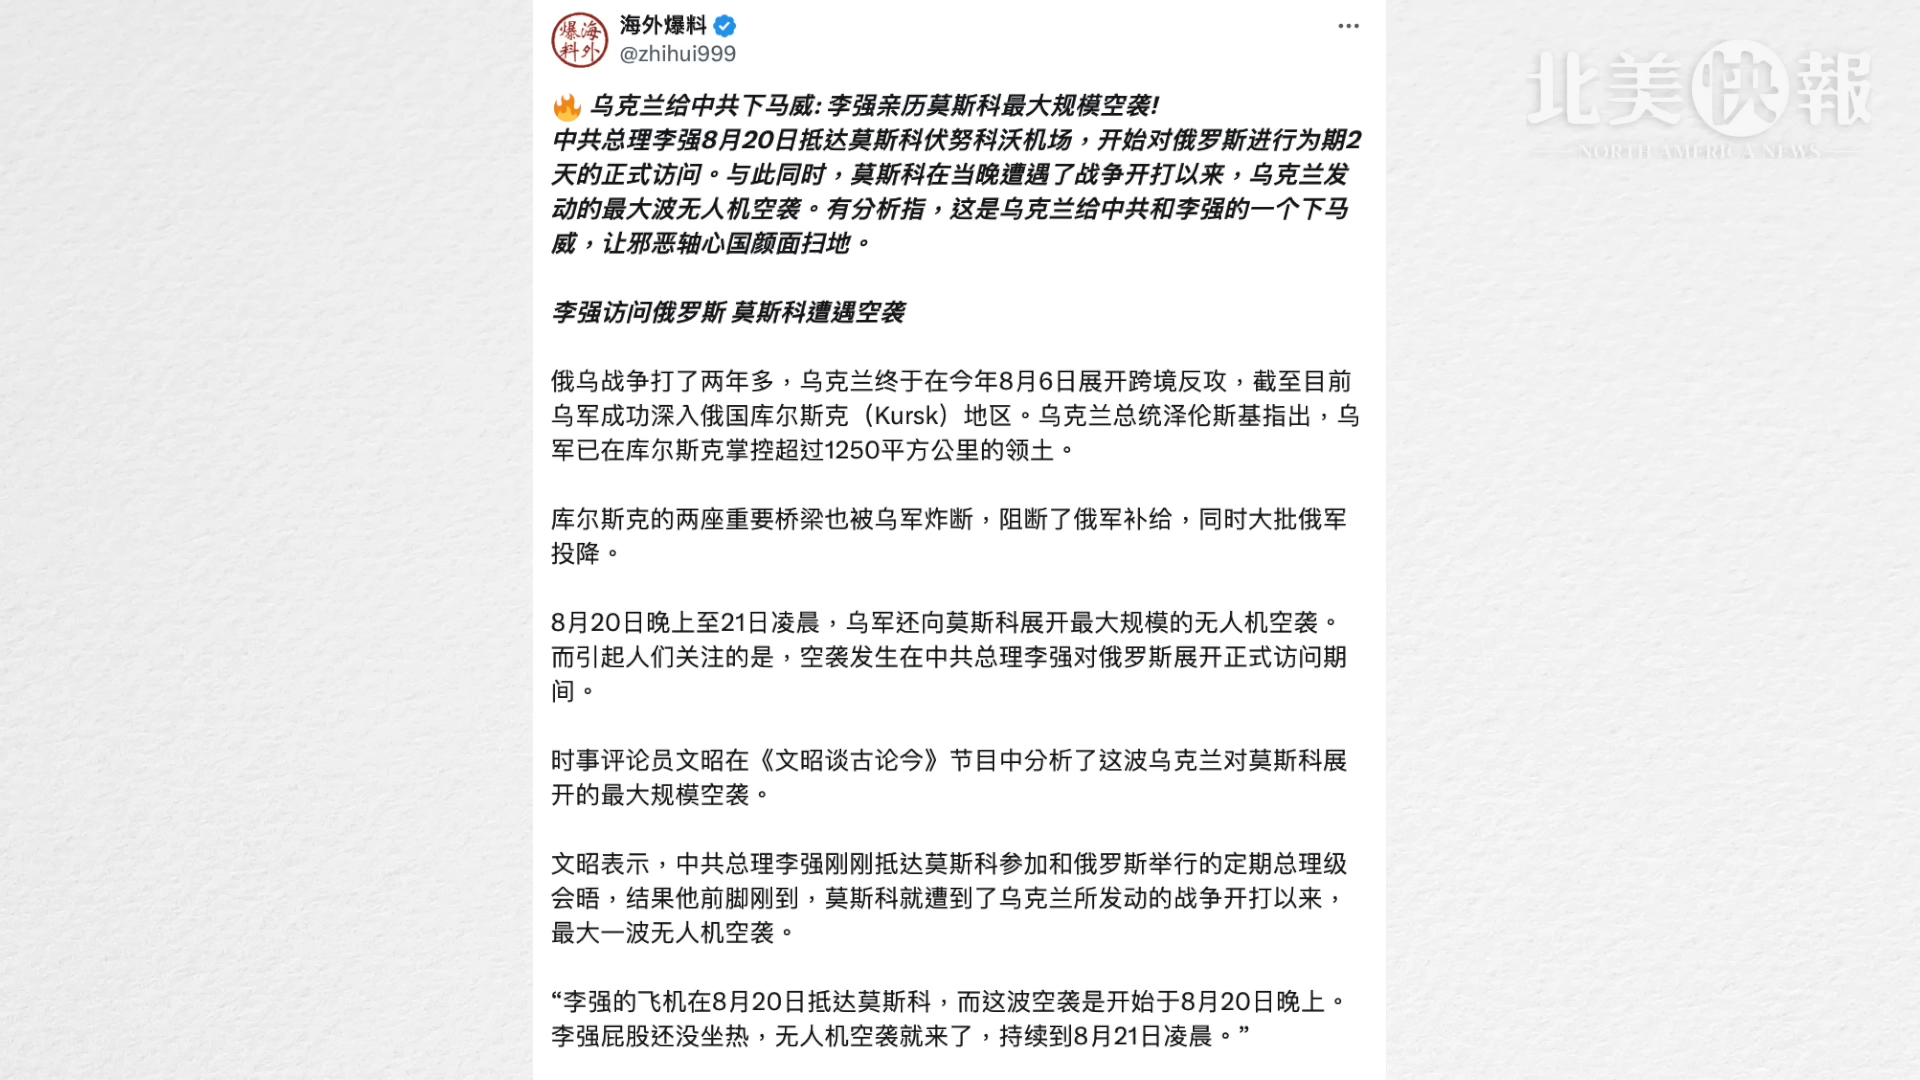 海外爆料
@zhihui999
北美快報
NORTH AMERICA NEWS
🔥 乌克兰给中共下马威: 李强亲历莫斯科最大规模空袭!
中共总理李强8月20日抵达莫斯科伏努科沃机场，开始对俄罗斯进行为期2
天的正式访问。与此同时，莫斯科在当晚遭遇了战争开打以来，乌克兰发
动的最大波无人机空袭。有分析指，这是乌克兰给中共和李强的一个下马
威，让邪恶轴心国颜面扫地。
李强访问俄罗斯 莫斯科遭遇空袭
俄乌战争打了两年多，乌克兰终于在今年8月6日展开跨境反攻，截至目前
乌军成功深入俄国库尔斯克（Kursk）地区。乌克兰总统泽伦斯基指出，乌
军已在库尔斯克掌控超过1250平方公里的领土。
库尔斯克的两座重要桥梁也被乌军炸断，阻断了俄军补给，同时大批俄军
投降。
8月20日晚上至21日凌晨，乌军还向莫斯科展开最大规模的无人机空袭。
而引起人们关注的是，空袭发生在中共总理李强对俄罗斯展开正式访问期
间。
时事评论员文昭在《文昭谈古论今》节目中分析了这波乌克兰对莫斯科展
开的最大规模空袭。
文昭表示，中共总理李强刚刚抵达莫斯科参加和俄罗斯举行的定期总理级
会晤，结果他前脚刚到，莫斯科就遭到了乌克兰所发动的战争开打以来，
最大一波无人机空袭。
“李强的飞机在8月20日抵达莫斯科，而这波空袭是开始于8月20日晚上。
李强屁股还没坐热，无人机空袭就来了，持续到8月21日凌晨。”